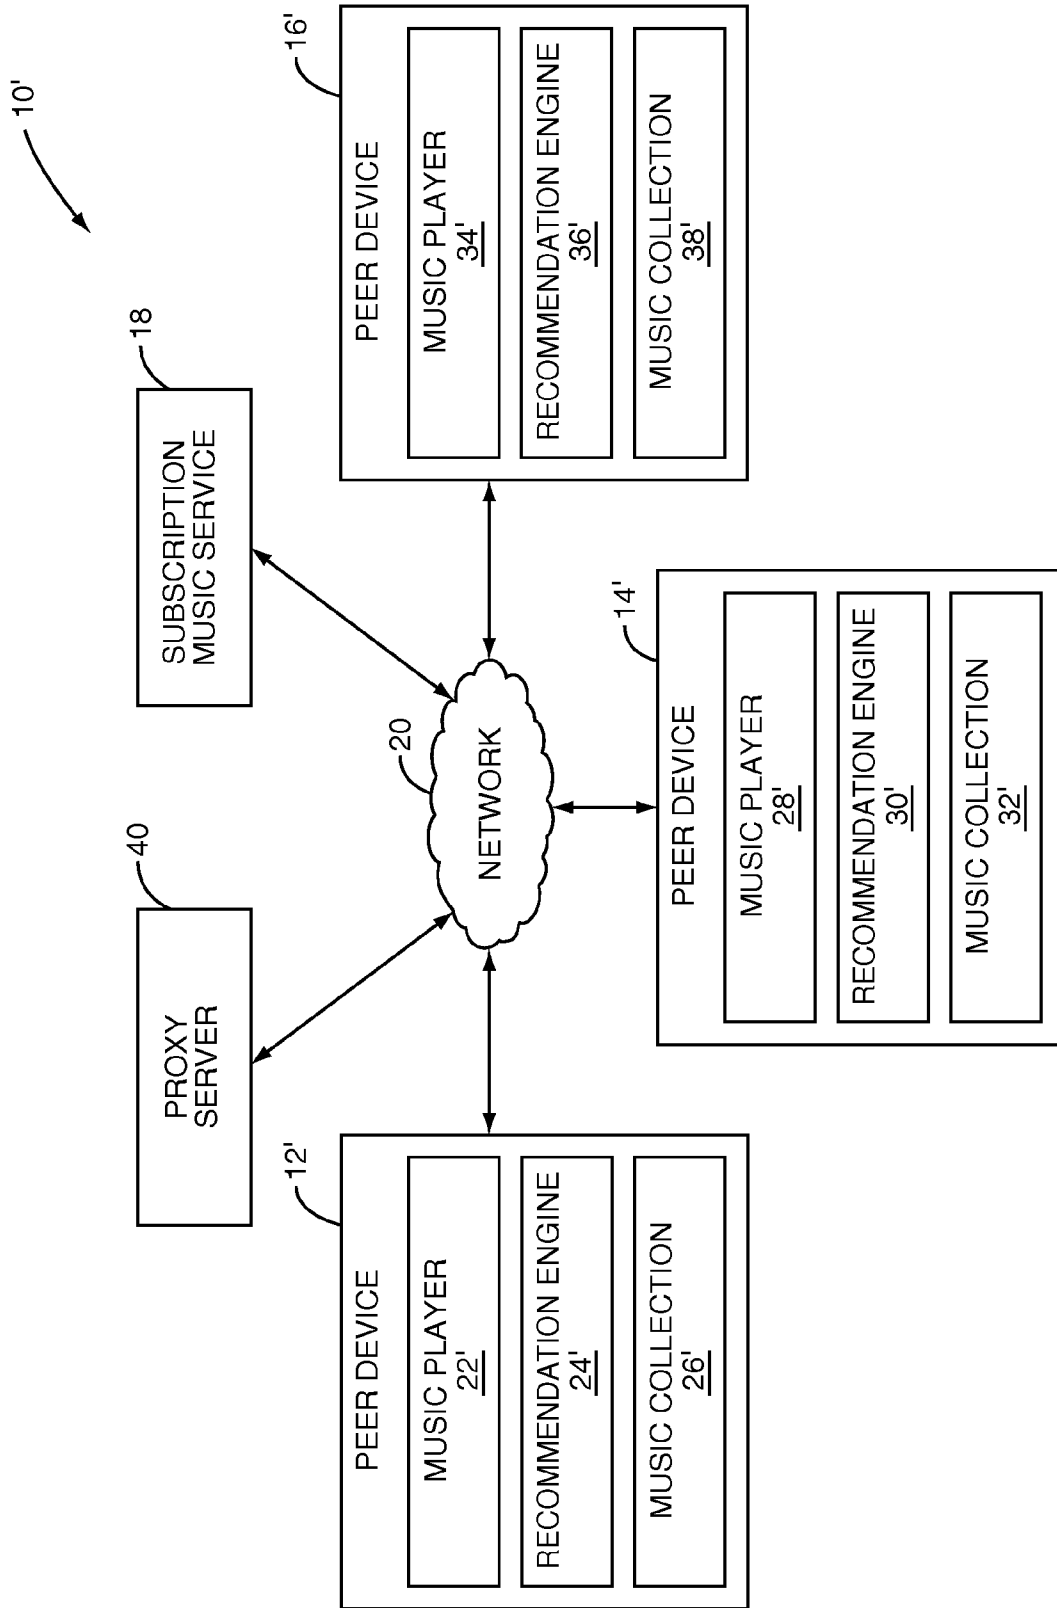 10'
40
PROXY
SERVER
18
SUBSCRIPTION
MUSIC SERVICE
20
NETWORK
12'
PEER DEVICE
MUSIC PLAYER
22'
RECOMMENDATION ENGINE
24'
MUSIC COLLECTION
26'
14'
PEER DEVICE
MUSIC PLAYER
28'
RECOMMENDATION ENGINE
30'
MUSIC COLLECTION
32'
16'
PEER DEVICE
MUSIC PLAYER
34'
RECOMMENDATION ENGINE
36'
MUSIC COLLECTION
38'